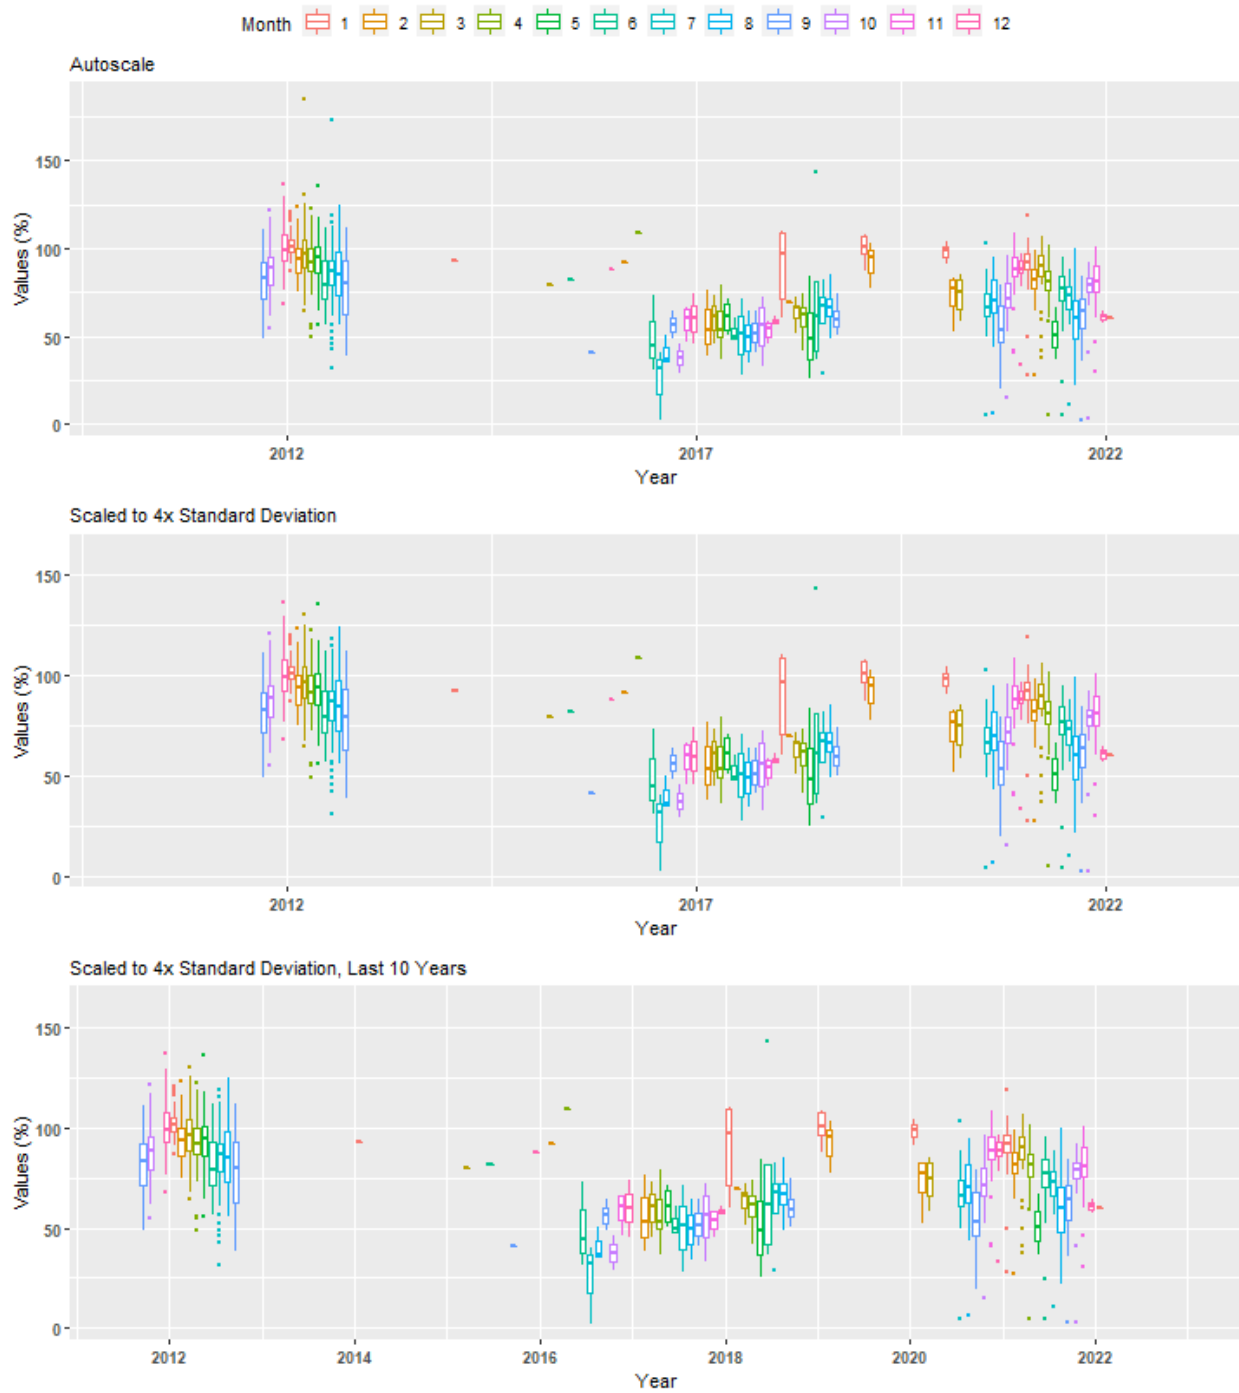 Month 1 2 3 4 5 6 7 8 9 10 11 12
Autoscale
150
100
50
0
Values (%)
2012 2017 2022
Year
Scaled to 4x Standard Deviation
150
100
50
0
Values (%)
2012 2017 2022
Year
Scaled to 4x Standard Deviation, Last 10 Years
150
100
50
0
Values (%)
2012 2014 2016 2018 2020 2022
Year